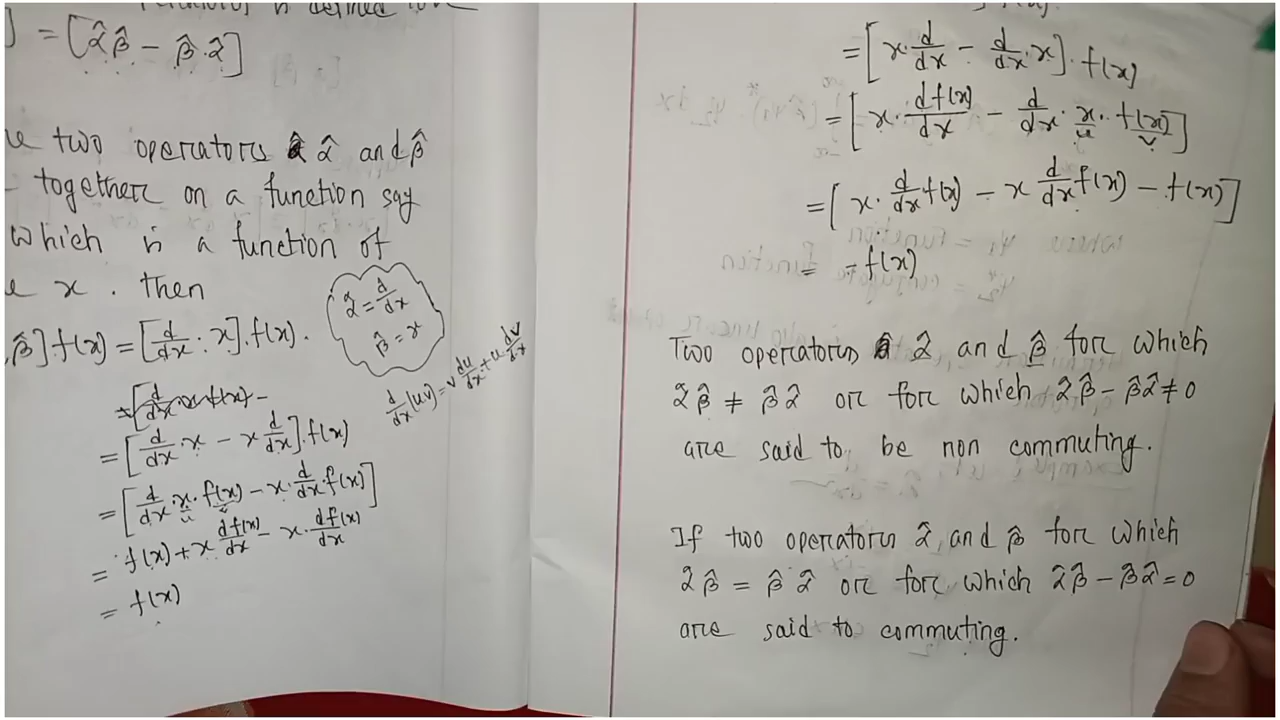 ] = [α̂β̂ - β̂.α̂]
two operators α̂ and β̂
together on a function say
which is a function of
x. then
β̂].f(x) = [d/dx : x].f(x).
α̂ = d/dx
β̂ = x
d/dx(uv) = v du/dx + u dv/dx
= [d/dx.x - x d/dx].f(x)
= [d/dx.x.f(x) - x.d/dx.f(x)]
u v
= f(x) + x df(x)/dx - x.df(x)/dx
= f(x)
= [x.d/dx - d/dx.x].f(x)
= [x.df(x)/dx - d/dx.x.f(x)]
u v
= [x.d/dx f(x) - x d/dx f(x) - f(x)]
= -f(x)
Two operators α̂, and β̂ for which
α̂β̂ ≠ β̂α̂ or for which α̂β̂ - β̂α̂ ≠ 0
are said to be non commuting.
If two operators α̂, and β̂ for which
α̂β̂ = β̂α̂ or for which α̂β̂ - β̂α̂ = 0
are said to commuting.